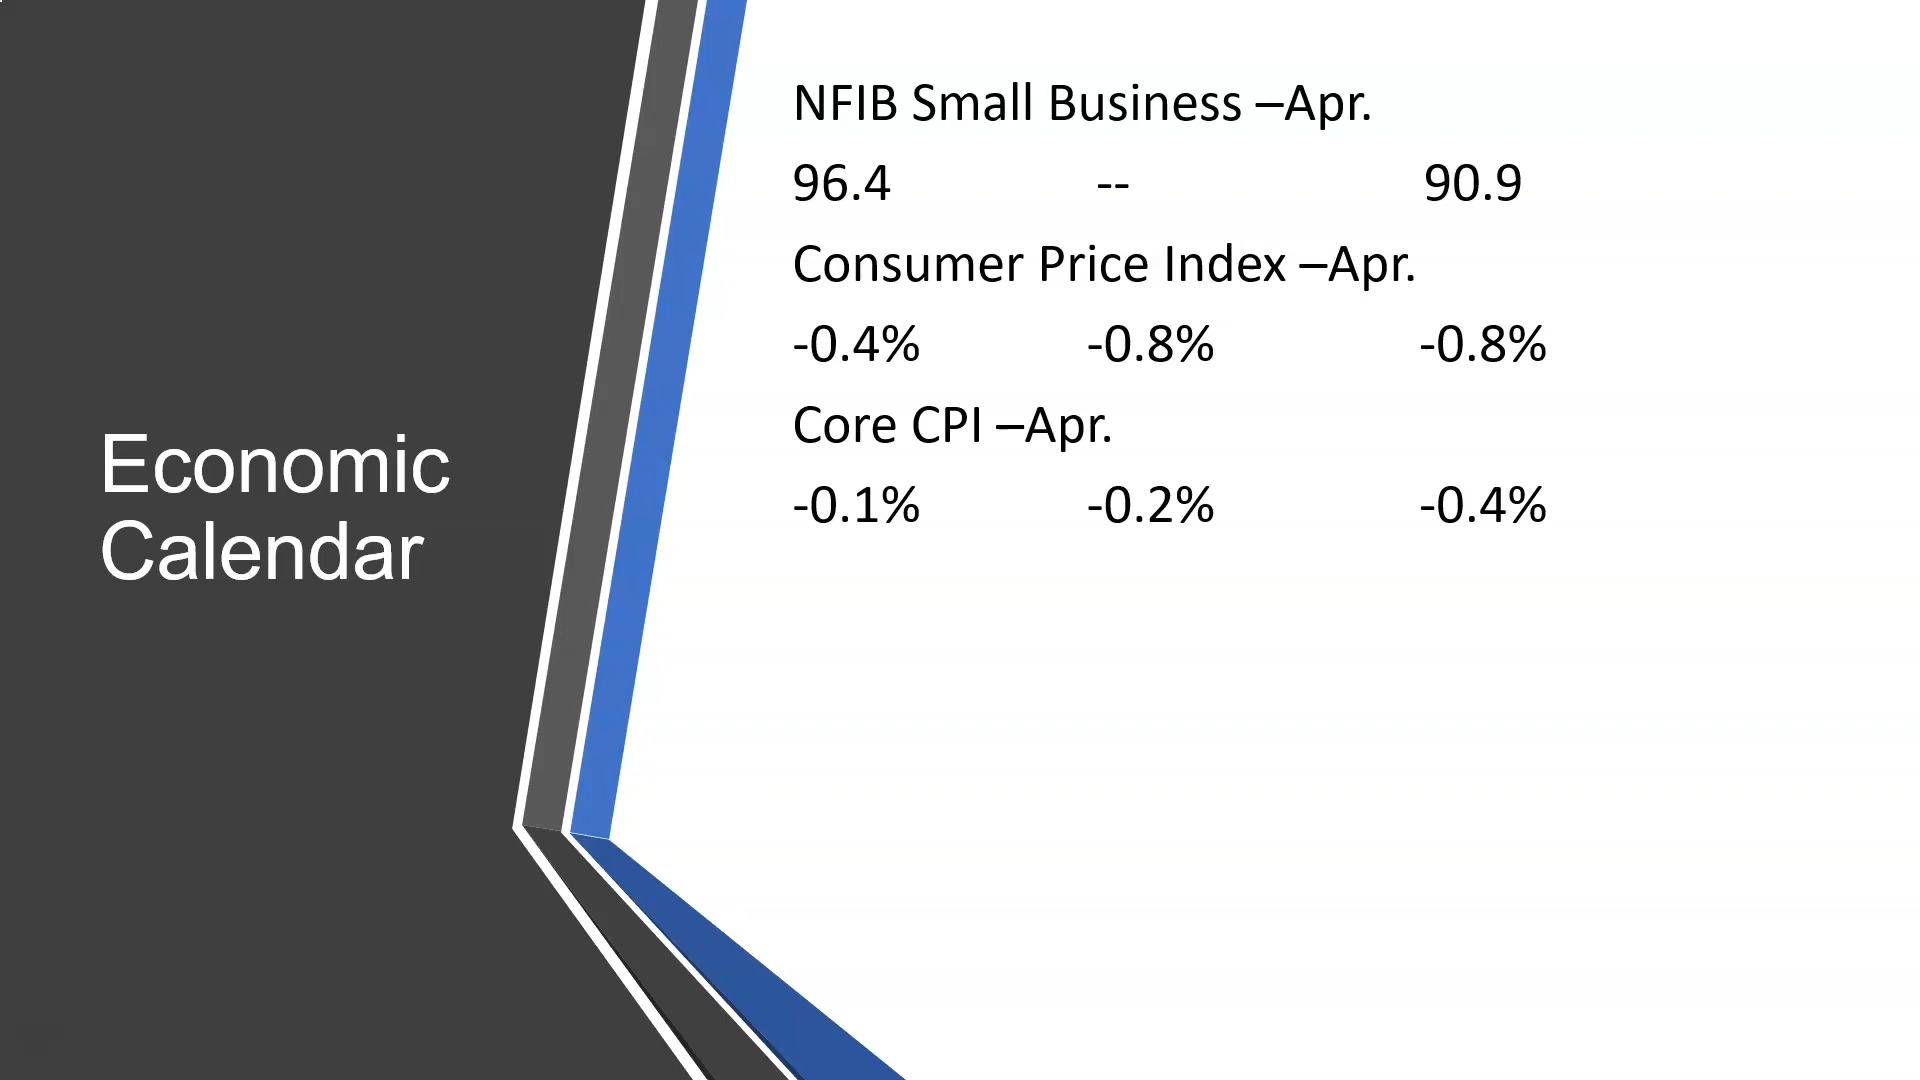 Economic
Calendar
NFIB Small Business –Apr.
96.4 -- 90.9
Consumer Price Index –Apr.
-0.4% -0.8% -0.8%
Core CPI –Apr.
-0.1% -0.2% -0.4%